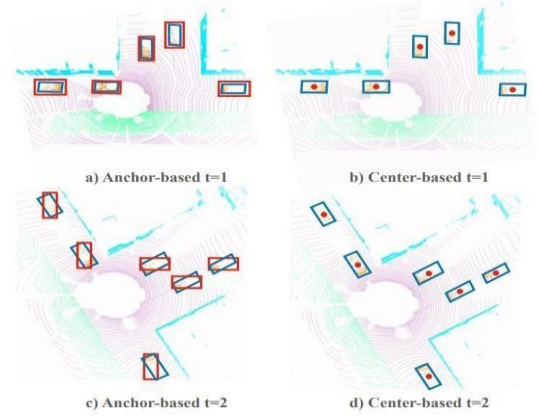 a) Anchor-based t=1
b) Center-based t=1
c) Anchor-based t=2
d) Center-based t=2